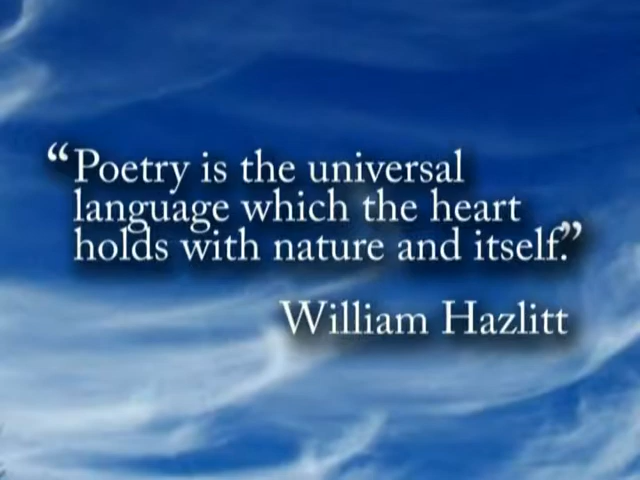 “Poetry is the universal
language which the heart
holds with nature and itself.”
William Hazlitt